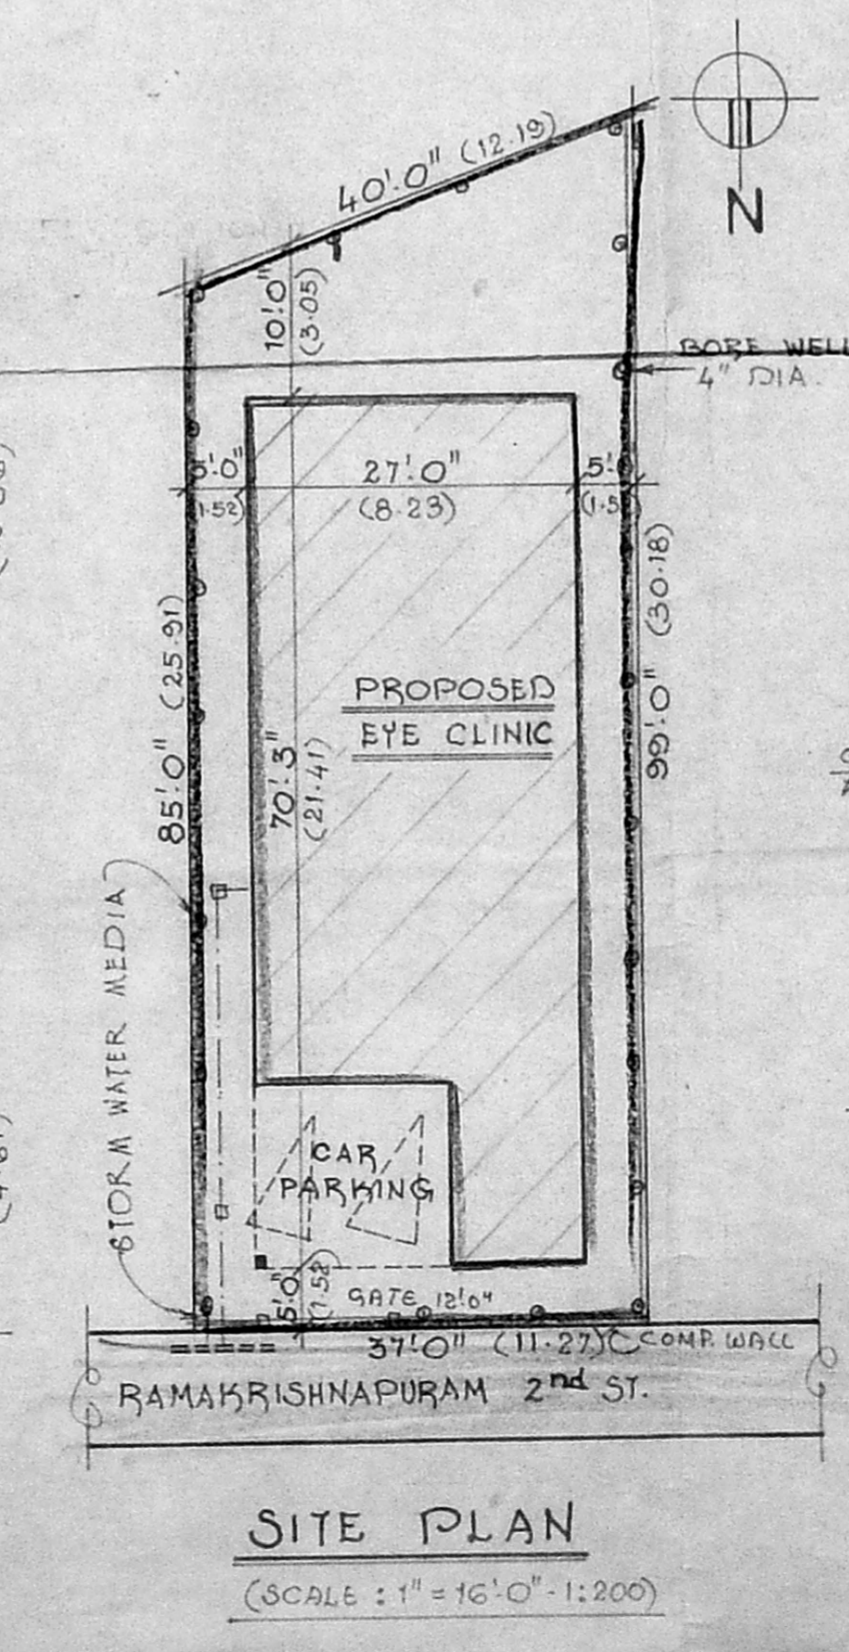 40'.0" (12.19)
N
10'.0"
(3.05)
BORE WELL
4" DIA.
5'.0"
(1.52)
27'.0"
(8.23)
5'.
(1.5
99'.0" (30.18)
85'.0" (25.91)
PROPOSED
EYE CLINIC
70'.3"
(21.41)
STORM WATER MEDIA
CAR
PARKING
5'.0"
(1.52
GATE 12'.0"
37'.0" (11.27)
COMP. WALL
RAMAKRISHNAPURAM 2nd ST.
SITE PLAN
(SCALE : 1" = 16'-0" - 1:200)